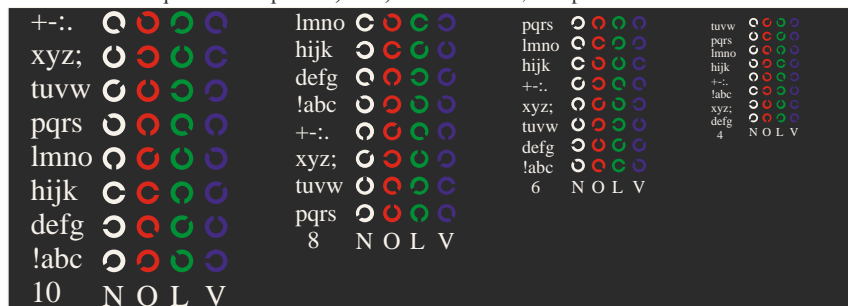 +-:.
xyz;
tuvw
pqrs
lmno
hijk
defg
!abc
10 N O L V
lmno
hijk
defg
!abc
+-:.
xyz;
tuvw
pqrs
8 N O L V
pqrs
lmno
hijk
+-:.
xyz;
tuvw
defg
!abc
6 N O L V
tuvw
pqrs
lmno
hijk
+-:.
!abc
xyz;
defg
4 N O L V